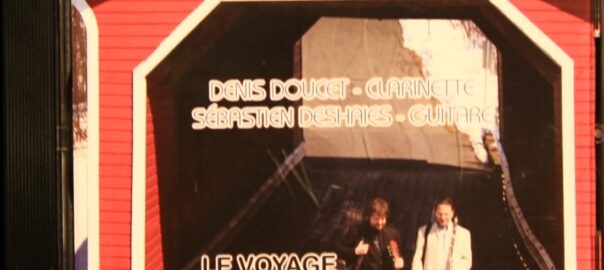 DENIS DOUCET - CLARINETTE
SÉBASTIEN DESHAIES - GUITARE
LE VOYAGE